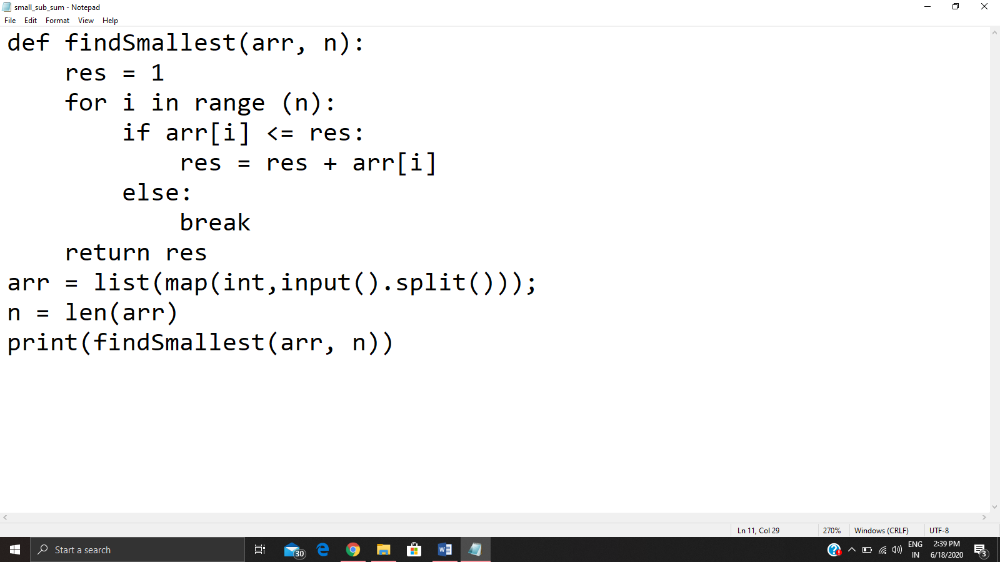 small_sub_sum - Notepad
File Edit Format View Help
def findSmallest(arr, n):
    res = 1
    for i in range (n):
        if arr[i] <= res:
            res = res + arr[i]
        else:
            break
    return res
arr = list(map(int,input().split()));
n = len(arr)
print(findSmallest(arr, n))
Ln 11, Col 29 270% Windows (CRLF) UTF-8
Start a search 30 ENG 2:39 PM
IN 6/18/2020 3